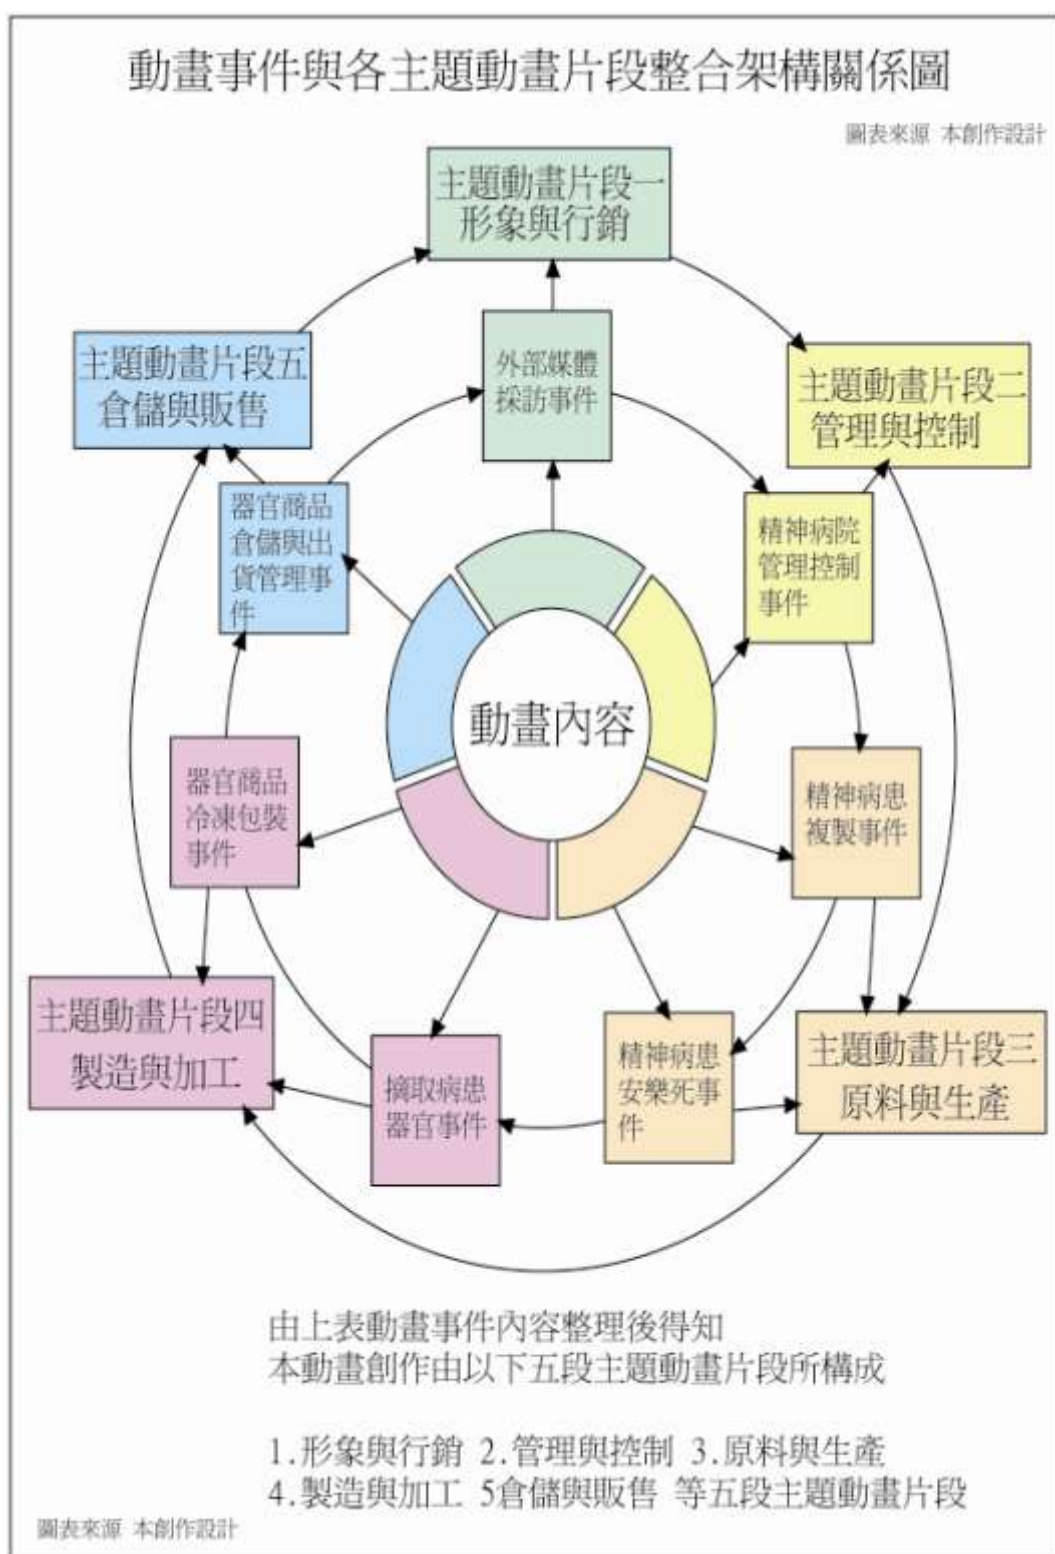 動畫事件與各主題動畫片段整合架構關係圖
圖表來源 本創作設計
主題動畫片段一
形象與行銷
主題動畫片段五
倉儲與販售
外部媒體
採訪事件
主題動畫片段二
管理與控制
器官商品
倉儲與出
貨管理事
件
精神病院
管理控制
事件
動畫內容
器官商品
冷凍包裝
事件
精神病患
複製事件
主題動畫片段四
製造與加工
摘取病患
器官事件
精神病患
安樂死事
件
主題動畫片段三
原料與生產
由上表動畫事件內容整理後得知
本動畫創作由以下五段主題動畫片段所構成
1.形象與行銷 2.管理與控制 3.原料與生產
4.製造與加工 5倉儲與販售 等五段主題動畫片段
圖表來源 本創作設計